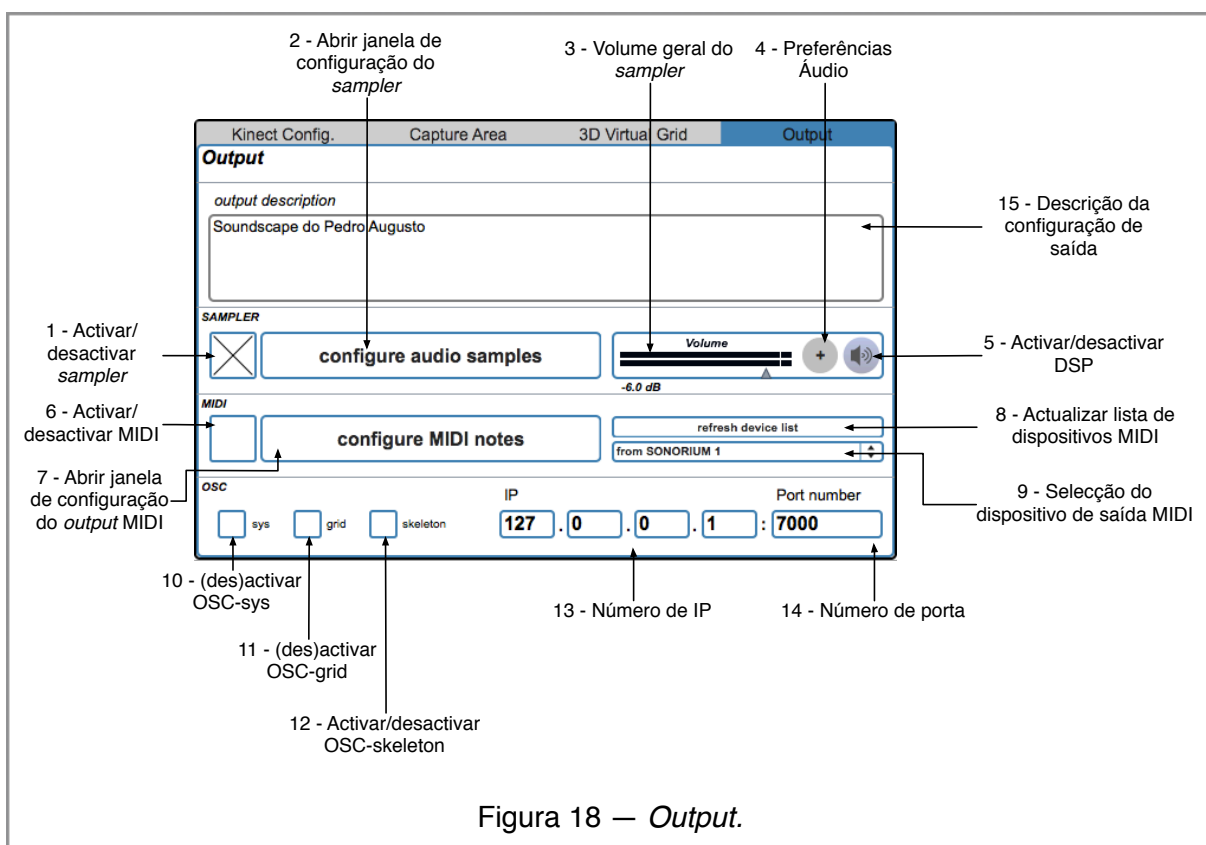 2 - Abrir janela de
configuração do
sampler
3 - Volume geral do
sampler
4 - Preferências
Áudio
Kinect Config.
Capture Area
3D Virtual Grid
Output
Output
output description
Soundscape do Pedro Augusto
15 - Descrição da
configuração de
saída
SAMPLER
1 - Activar/
desactivar
sampler
configure audio samples
Volume
-6.0 dB
+
5 - Activar/desactivar
DSP
MIDI
6 - Activar/
desactivar MIDI
configure MIDI notes
refresh device list
from SONORIUM 1
8 - Actualizar lista de
dispositivos MIDI
7 - Abrir janela
de configuração
do output MIDI
9 - Selecção do
dispositivo de saída MIDI
OSC
sys
grid
skeleton
IP
Port number
127 . 0 . 0 . 1 : 7000
10 - (des)activar
OSC-sys
11 - (des)activar
OSC-grid
12 - Activar/desactivar
OSC-skeleton
13 - Número de IP
14 - Número de porta
Figura 18 — Output.